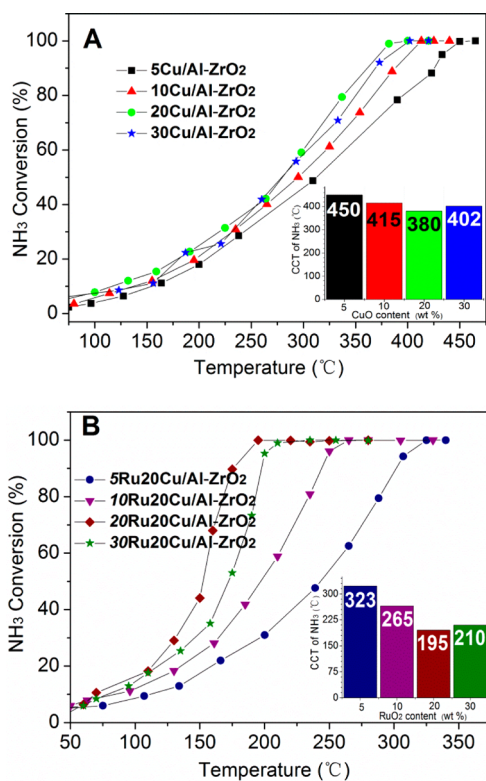 A
5Cu/Al-ZrO2
10Cu/Al-ZrO2
20Cu/Al-ZrO2
30Cu/Al-ZrO2
NH3 Conversion (%)
100
80
60
40
20
0
100 150 200 250 300 350 400 450
Temperature (℃)
CCT of NH3 (℃)
400
300
200
100
0
450 415 380 402
5 10 20 30
CuO content (wt %)
B
5Ru20Cu/Al-ZrO2
10Ru20Cu/Al-ZrO2
20Ru20Cu/Al-ZrO2
30Ru20Cu/Al-ZrO2
NH3 Conversion (%)
100
80
60
40
20
0
50 100 150 200 250 300 350
Temperature (℃)
CCT of NH3 (℃)
300
225
150
75
0
323 265 195 210
5 10 20 30
RuO2 content (wt %)